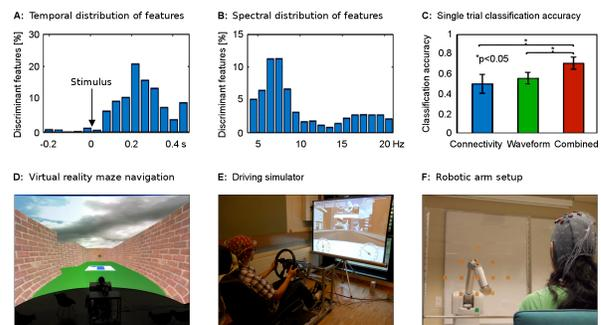 A: Temporal distribution of features
B: Spectral distribution of features
C: Single trial classification accuracy
Discriminant features [%]
30
20
10
0
Stimulus
-0.2
0
0.2
0.4 s
Discriminant features [%]
15
10
5
0
5
10
15
20 Hz
Classification accuracy
1
0.8
0.6
0.4
0.2
0
*
*
*p<0.05
Connectivity
Waveform
Combined
D: Virtual reality maze navigation
E: Driving simulator
F: Robotic arm setup